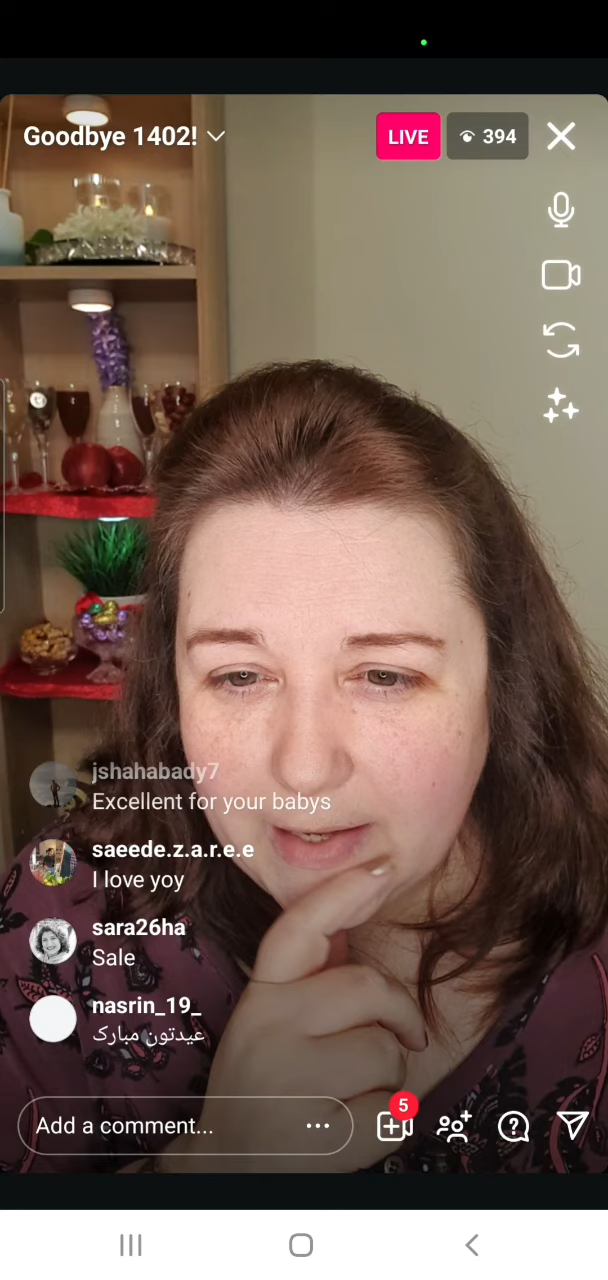 Goodbye 1402!
LIVE
394
jshahabady7
Excellent for your babys
saeede.z.a.r.e.e
I love yoy
sara26ha
Sale
nasrin_19_
عیدتون مبارک
5
Add a comment...